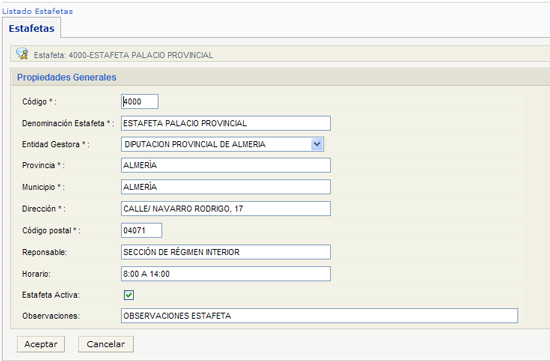 Listado Estafetas
Estafetas
Estafeta: 4000-ESTAFETA PALACIO PROVINCIAL
Propiedades Generales
Código * : 4000
Denominación Estafeta * : ESTAFETA PALACIO PROVINCIAL
Entidad Gestora * : DIPUTACION PROVINCIAL DE ALMERIA
Provincia * : ALMERÍA
Municipio * : ALMERÍA
Dirección * : CALLE/ NAVARRO RODRIGO, 17
Código postal * : 04071
Reponsable: SECCIÓN DE RÉGIMEN INTERIOR
Horario: 8:00 A 14:00
Estafeta Activa:
Observaciones: OBSERVACIONES ESTAFETA
Aceptar Cancelar